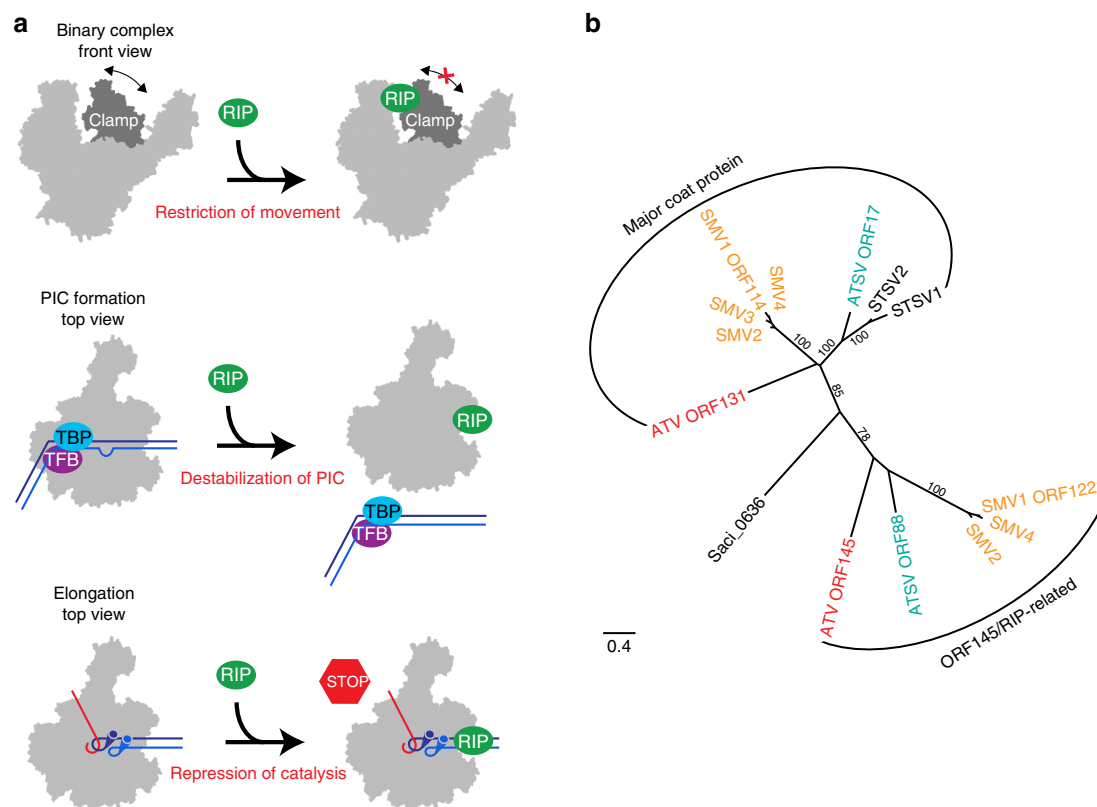 a
Binary complex
front view
Clamp
RIP
Restriction of movement
RIP
Clamp
PIC formation
top view
TBP
TFB
RIP
Destabilization of PIC
RIP
TBP
TFB
Elongation
top view
RIP
Repression of catalysis
STOP
RIP
b
Major coat protein
SMV1 ORF114
SMV4
SMV3
SMV2
ATSV ORF17
STSV2
STSV1
100
100
100
ATV ORF131
85
78
Saci_0636
100
SMV1 ORF122
SMV4
SMV2
ATSV ORF88
ATV ORF145
ORF145/RIP-related
0.4